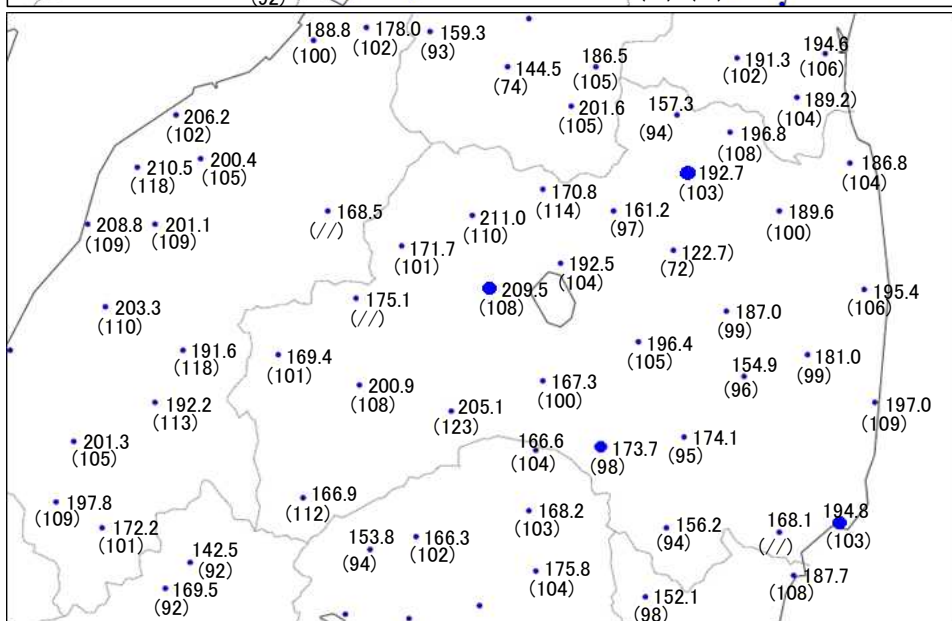 188.8 178.0 159.3
(100) (102) (93)
144.5 186.5 191.3 194.6
(74) (105) (102) (106)
206.2 201.6 157.3 189.2)
(102) (105) (94) (104)
196.8
(108)
210.5 200.4 192.7 186.8
(118) (105) (103) (104)
170.8
(114)
208.8 201.1 168.5 211.0 161.2 189.6
(109) (109) (//) (110) (97) (100)
171.7 192.5 122.7)
(101) (104) (72)
203.3 175.1 209.5 187.0 195.4
(110) (//) (108) (99) (106)
191.6 169.4 196.4 154.9 181.0
(118) (101) (105) (96) (99)
192.2 200.9 205.1 167.3 197.0
(113) (108) (123) (100) (109)
201.3 166.6 173.7 174.1
(105) (104) (98) (95)
197.8 166.9 168.2 194.8
(109) (112) (103) (103)
172.2 153.8 166.3 156.2 168.1
(101) (94) (102) (94) (//)
142.5 175.8 187.7
(92) (104) (108)
169.5 152.1
(92) (98)